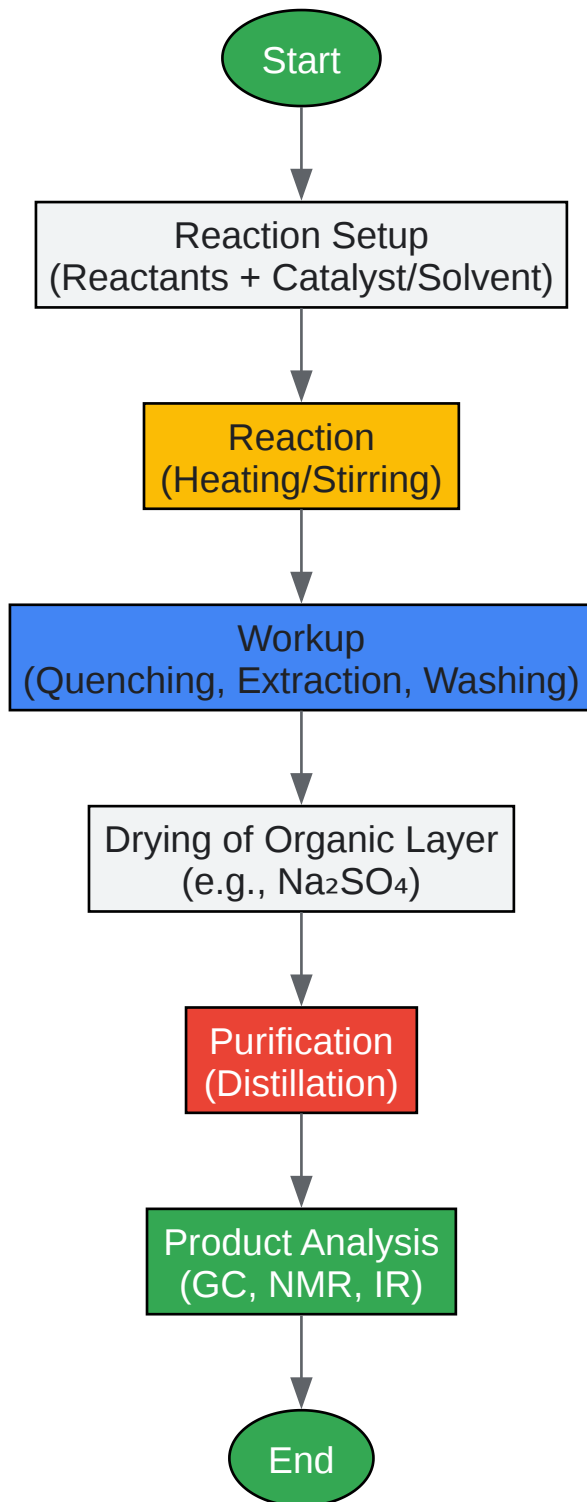 Start
Reaction Setup
(Reactants + Catalyst/Solvent)
Reaction
(Heating/Stirring)
Workup
(Quenching, Extraction, Washing)
Drying of Organic Layer
(e.g., Na₂SO₄)
Purification
(Distillation)
Product Analysis
(GC, NMR, IR)
End